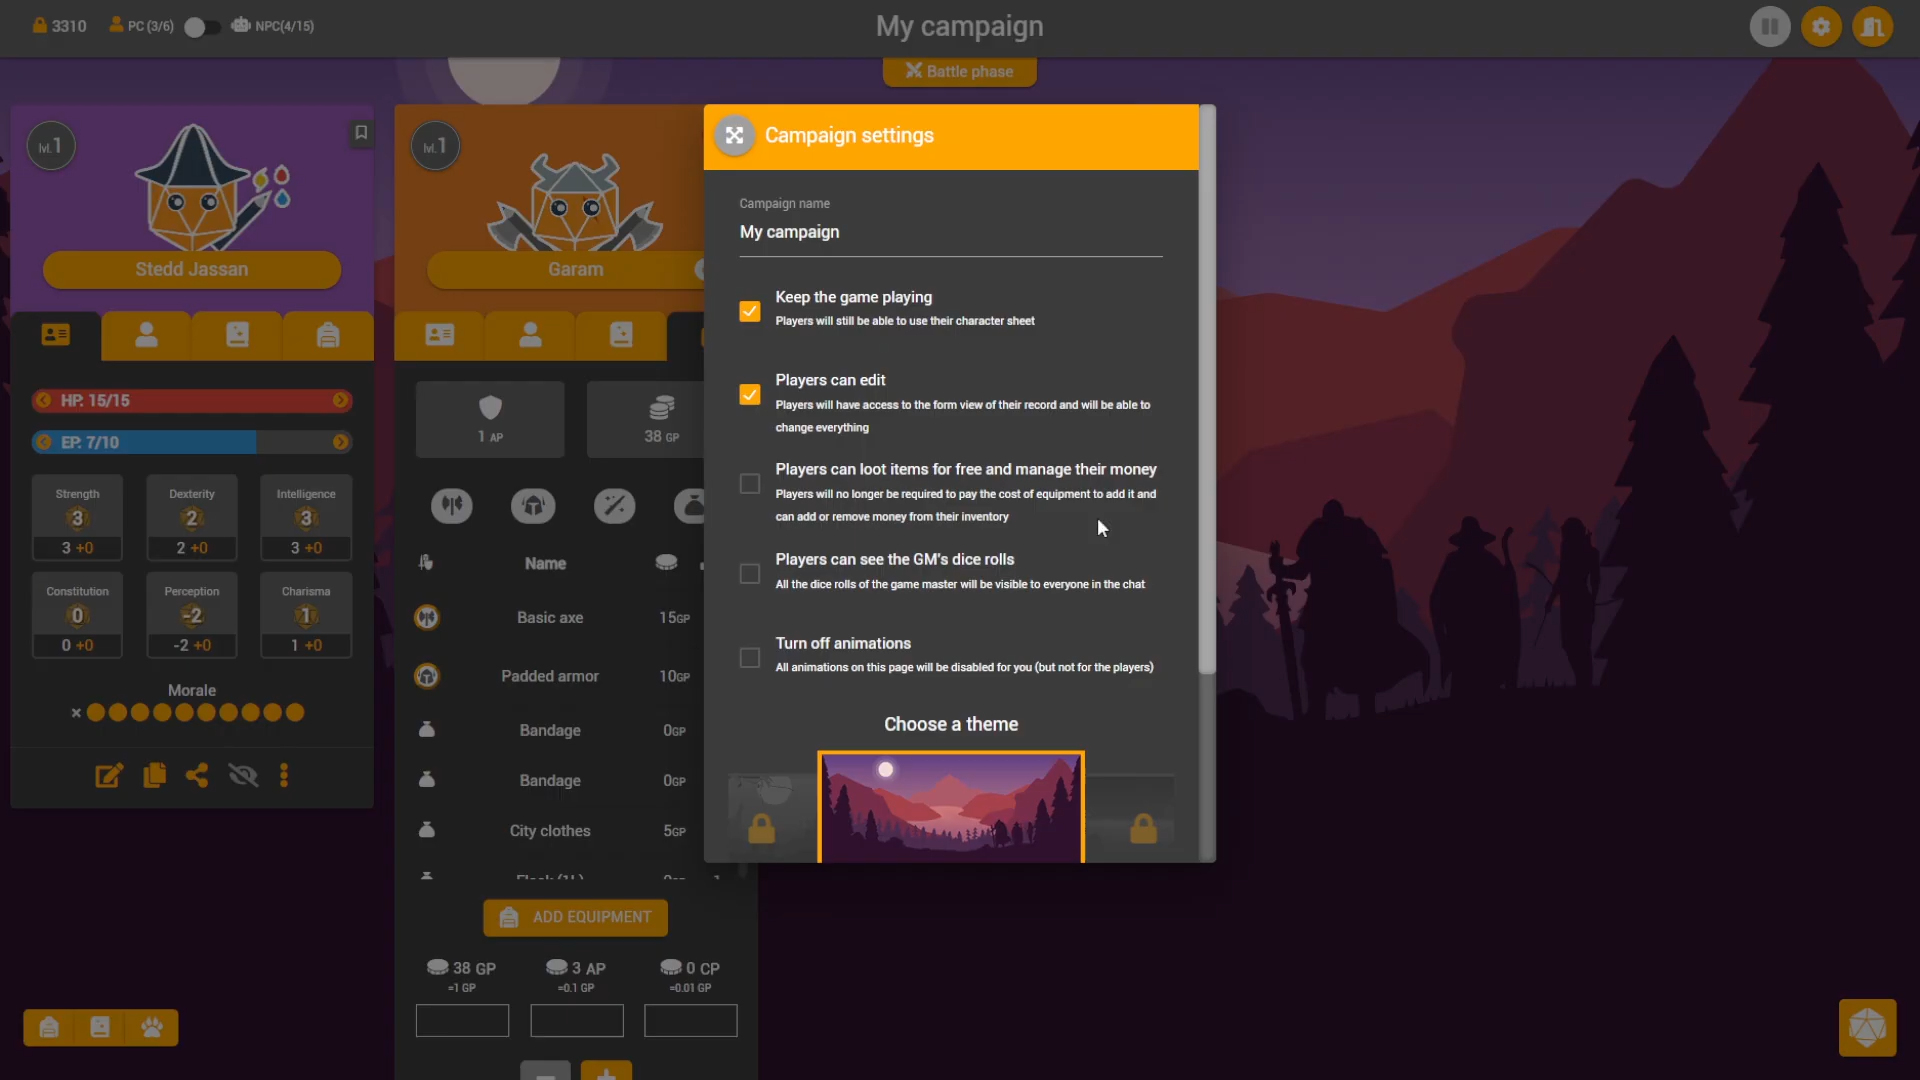 3310
PC (3/6)
NPC(4/15)
My campaign
Battle phase
lvl.1
Stedd Jassan
HP: 15/15
EP: 7/10
Strength
Dexterity
Intelligence
3
2
3
3 +0
2 +0
3 +0
Constitution
Perception
Charisma
0
-2
1
0 +0
-2 +0
1 +0
Morale
lvl.1
Garam
1 AP
38 GP
Name
Basic axe
15GP
Padded armor
10GP
Bandage
0GP
Bandage
0GP
City clothes
5GP
ADD EQUIPMENT
38 GP
3 AP
0 CP
=1 GP
=0.1 GP
=0.01 GP
Campaign settings
Campaign name
My campaign
Keep the game playing
Players will still be able to use their character sheet
Players can edit
Players will have access to the form view of their record and will be able to
change everything
Players can loot items for free and manage their money
Players will no longer be required to pay the cost of equipment to add it and
can add or remove money from their inventory
Players can see the GM's dice rolls
All the dice rolls of the game master will be visible to everyone in the chat
Turn off animations
All animations on this page will be disabled for you (but not for the players)
Choose a theme